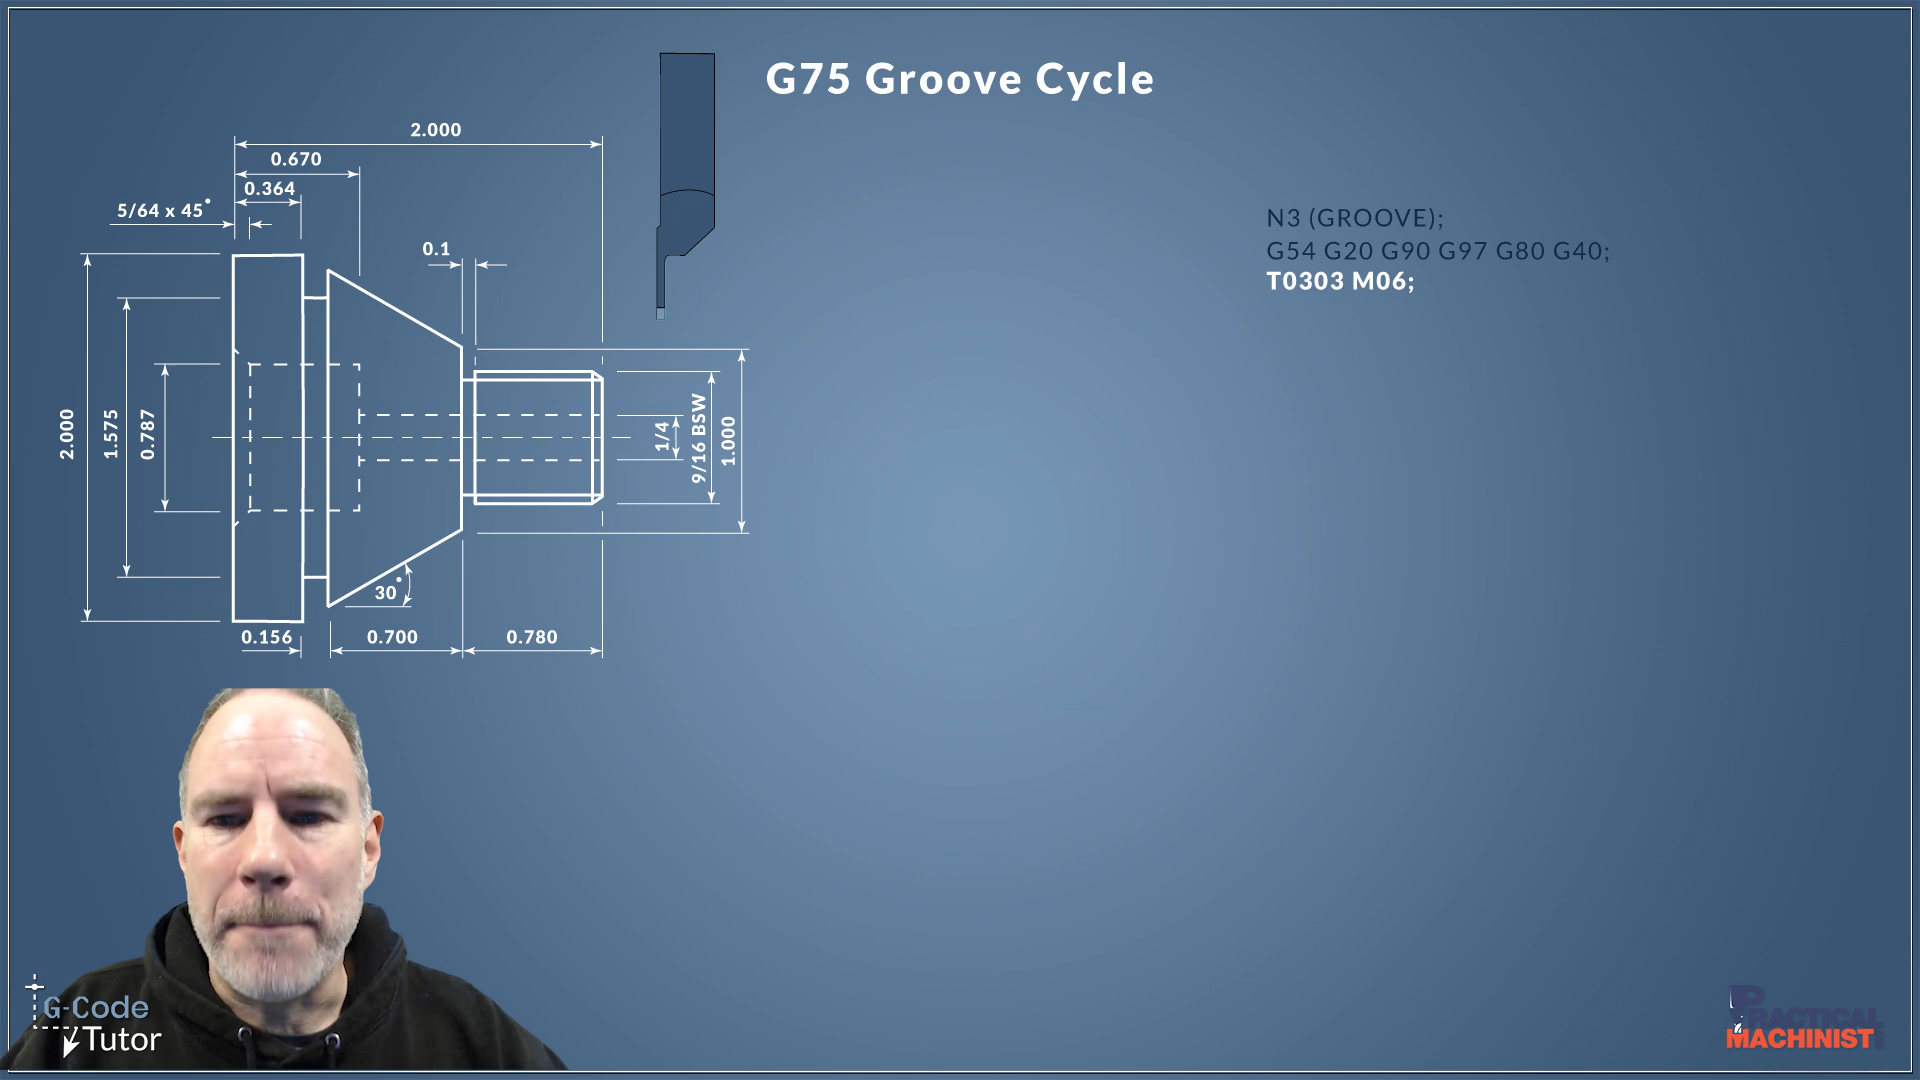 G75 Groove Cycle
2.000
0.670
0.364
5/64 x 45°
0.1
N3 (GROOVE);
G54 G20 G90 G97 G80 G40;
T0303 M06;
2.000
1.575
0.787
1/4
9/16 BSW
1.000
30°
0.156
0.700
0.780
G-Code
Tutor
PRACTICAL
MACHINIST